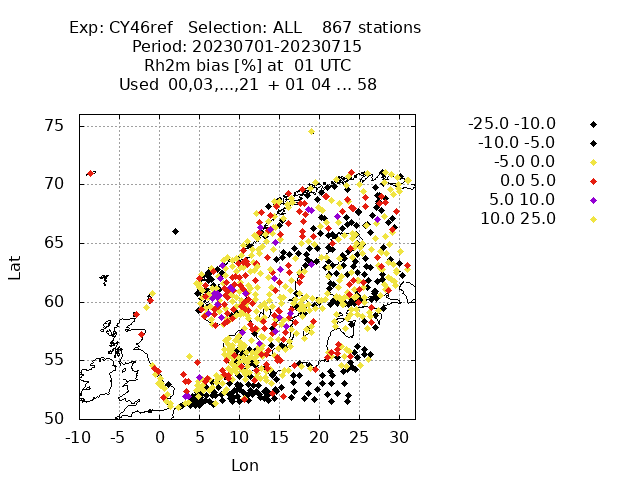 Exp: CY46ref   Selection: ALL    867 stations
Period: 20230701-20230715
Rh2m bias [%] at  01 UTC
Used  00,03,...,21  + 01 04 ... 58
-25.0 -10.0
-10.0 -5.0
-5.0 0.0
0.0 5.0
5.0 10.0
10.0 25.0
75
70
65
60
55
50
Lat
-10 -5 0 5 10 15 20 25 30
Lon